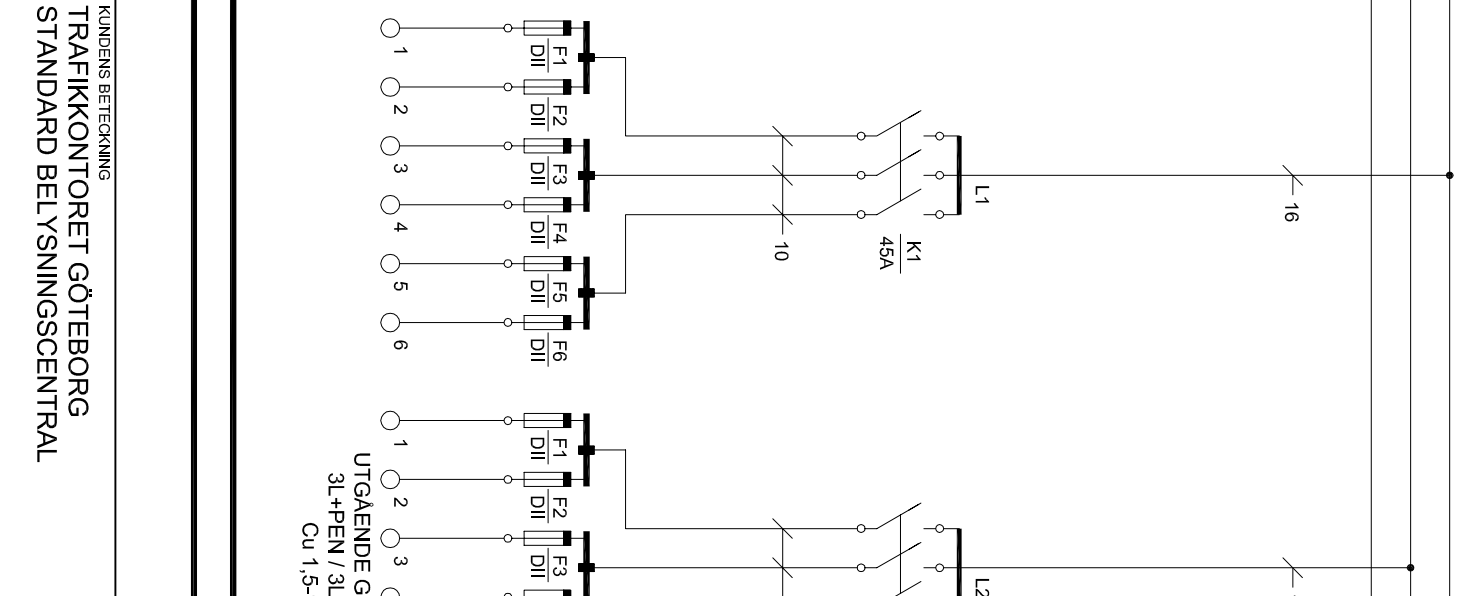 KUNDENS BETECKNING
TRAFIKKONTORET GÖTEBORG
STANDARD BELYSNINGSCENTRAL
16
L1
K1
45A
10
F1
DII
F2
DII
F3
DII
F4
DII
F5
DII
F6
DII
1
2
3
4
5
6
L2
F1
DII
F2
DII
F3
DII
1
2
3
UTGÅENDE G
3L+PEN / 3L
Cu 1,5-